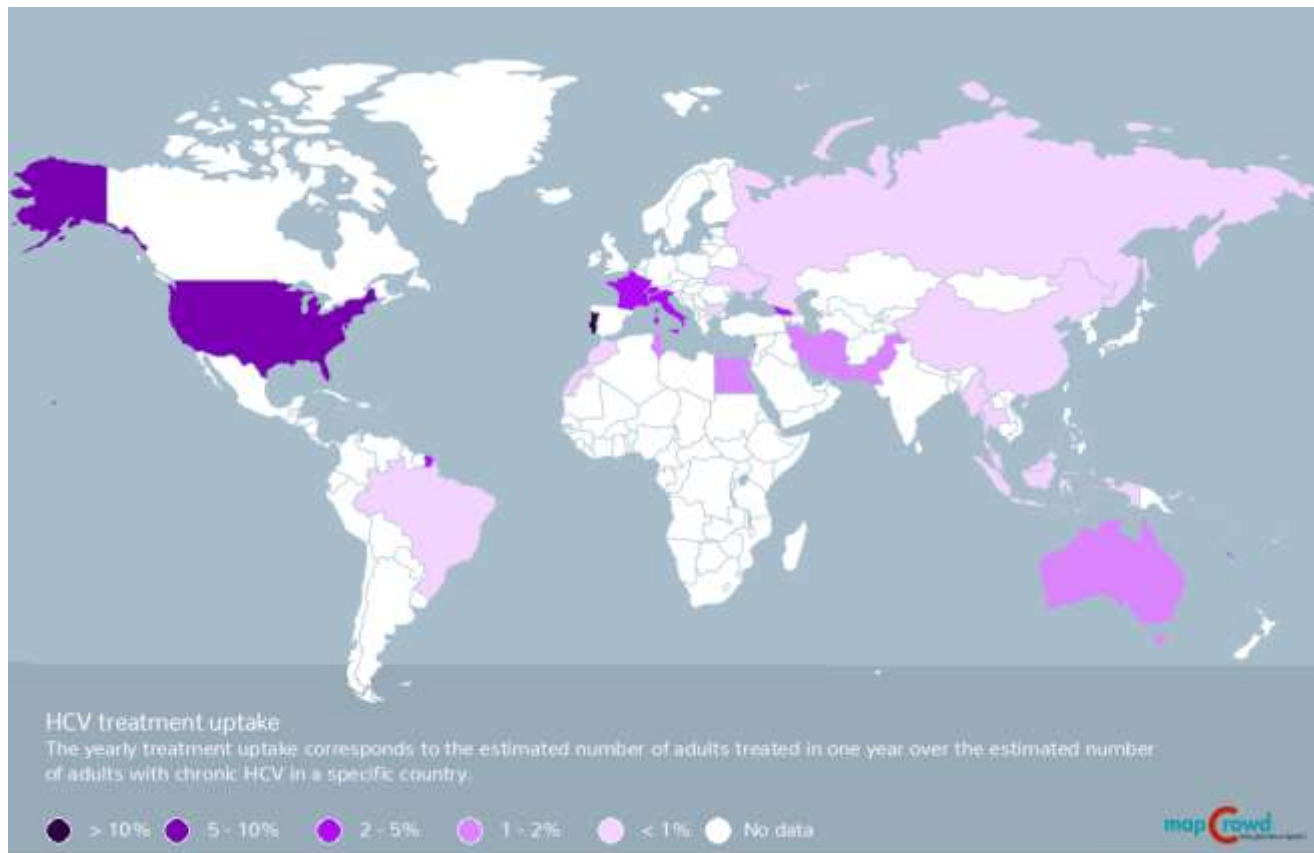 HCV treatment uptake
The yearly treatment uptake corresponds to the estimated number of adults treated in one year over the estimated number
of adults with chronic HCV in a specific country.
> 10% 5 - 10% 2 - 5% 1 - 2% < 1% No data
mapCrowd